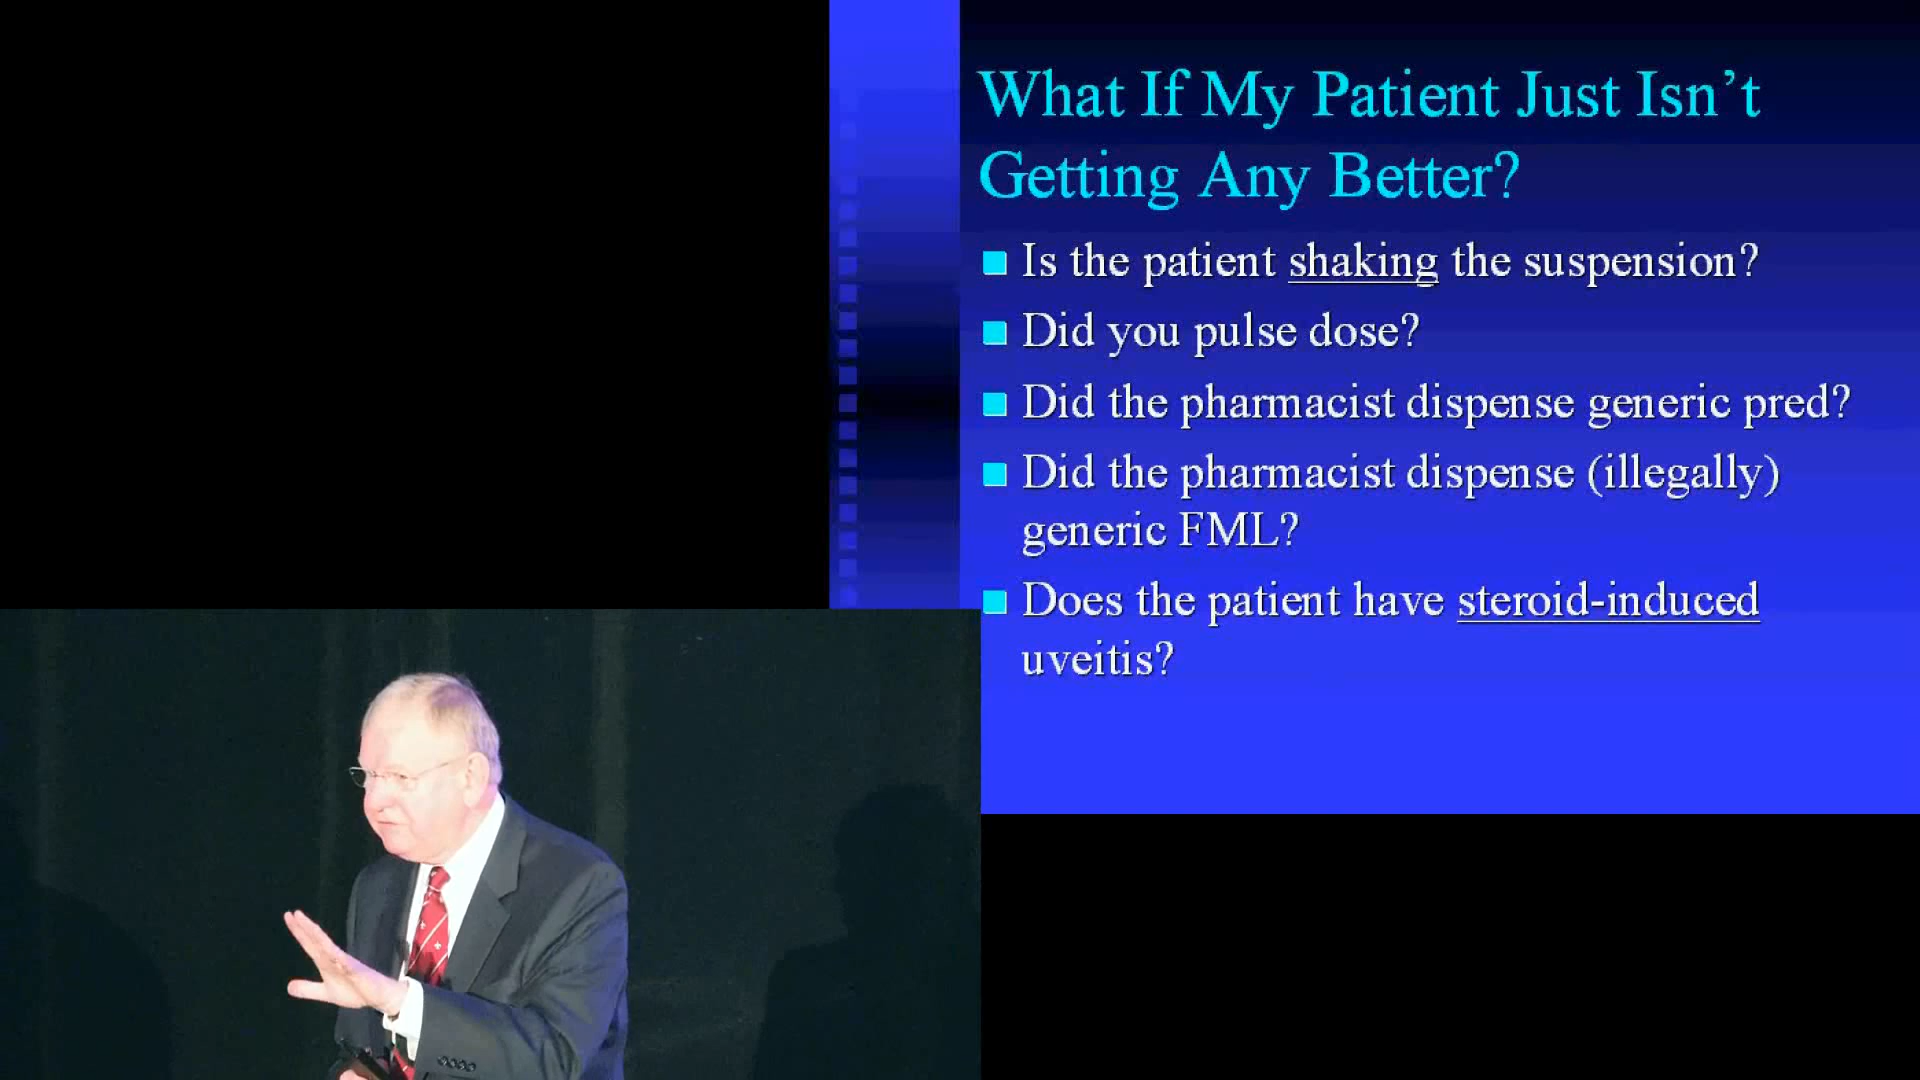 What If My Patient Just Isn’t
Getting Any Better?
Is the patient shaking the suspension?
Did you pulse dose?
Did the pharmacist dispense generic pred?
Did the pharmacist dispense (illegally)
generic FML?
Does the patient have steroid-induced
uveitis?